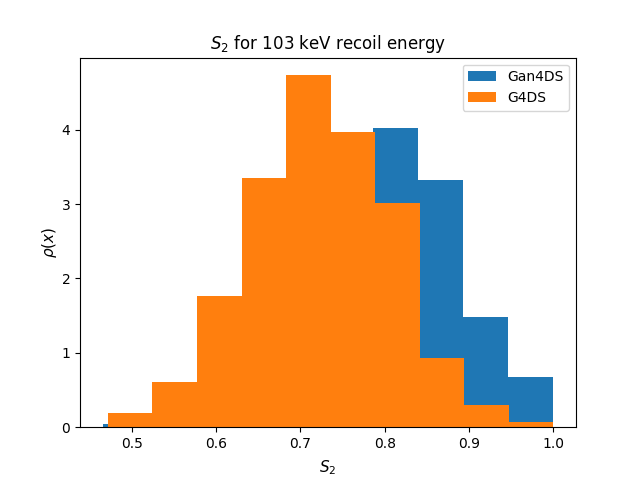 S₂ for 103 keV recoil energy
Gan4DS
G4DS
ρ(x)
4
3
2
1
0
0.5 0.6 0.7 0.8 0.9 1.0
S₂